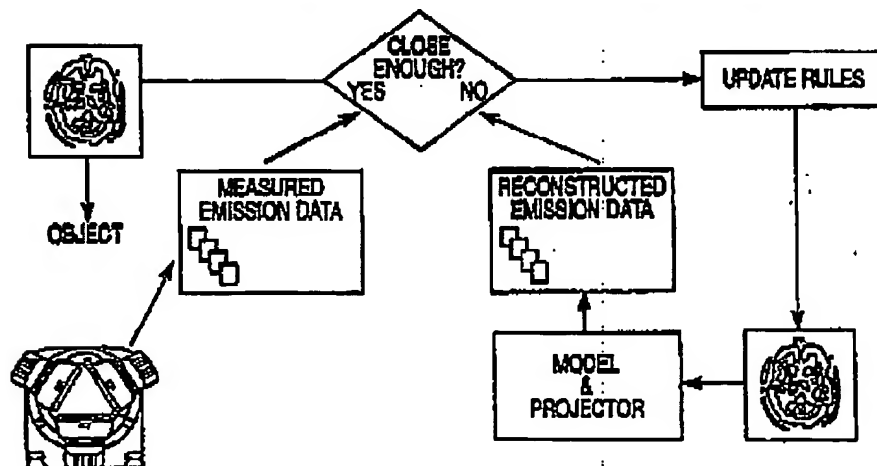 CLOSE
ENOUGH?
YES NO
UPDATE RULES
MEASURED
EMISSION DATA
RECONSTRUCTED
EMISSION DATA
OBJECT
MODEL
&
PROJECTOR